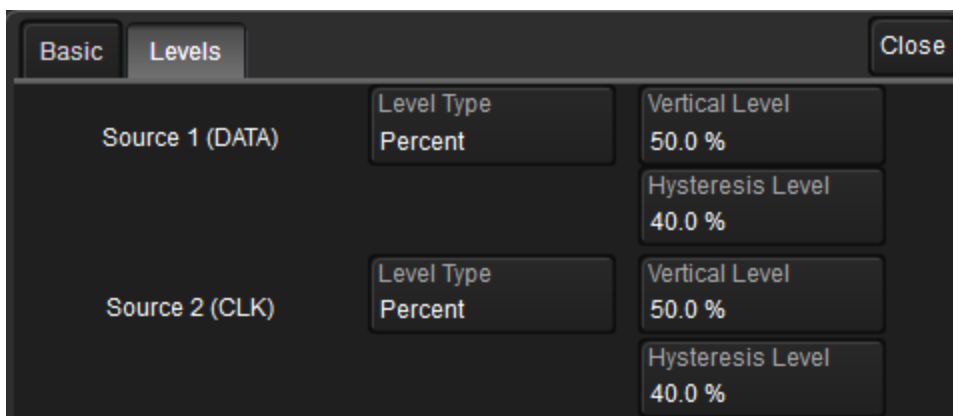 Basic
Levels
Close
Level Type
Vertical Level
Source 1 (DATA)
Percent
50.0 %
Hysteresis Level
40.0 %
Level Type
Vertical Level
Source 2 (CLK)
Percent
50.0 %
Hysteresis Level
40.0 %